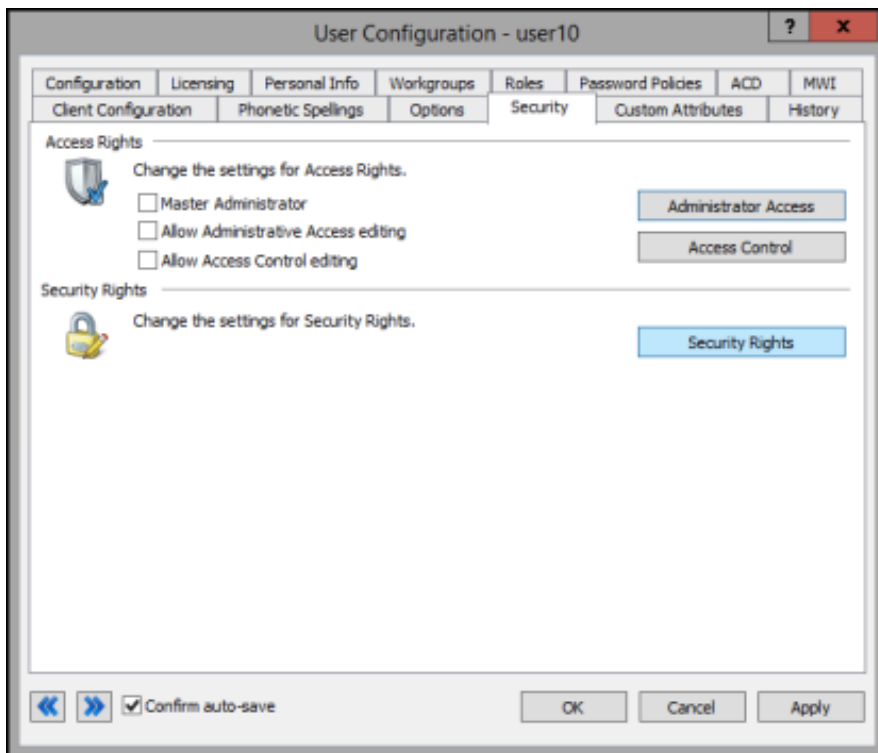 User Configuration - user10
? x
Configuration Licensing Personal Info Workgroups Roles Password Policies ACD MWI
Client Configuration Phonetic Spellings Options Security Custom Attributes History
Access Rights
Change the settings for Access Rights.
Master Administrator
Administrator Access
Allow Administrative Access editing
Access Control
Allow Access Control editing
Security Rights
Change the settings for Security Rights.
Security Rights
Confirm auto-save
OK Cancel Apply